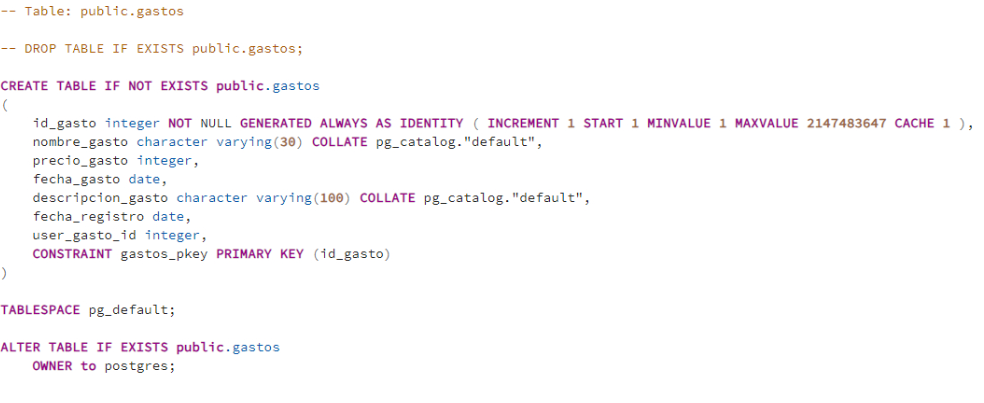 -- Table: public.gastos
-- DROP TABLE IF EXISTS public.gastos;
CREATE TABLE IF NOT EXISTS public.gastos
(
id_gasto integer NOT NULL GENERATED ALWAYS AS IDENTITY ( INCREMENT 1 START 1 MINVALUE 1 MAXVALUE 2147483647 CACHE 1 ),
nombre_gasto character varying(30) COLLATE pg_catalog."default",
precio_gasto integer,
fecha_gasto date,
descripcion_gasto character varying(100) COLLATE pg_catalog."default",
fecha_registro date,
user_gasto_id integer,
CONSTRAINT gastos_pkey PRIMARY KEY (id_gasto)
)
TABLESPACE pg_default;
ALTER TABLE IF EXISTS public.gastos
OWNER to postgres;